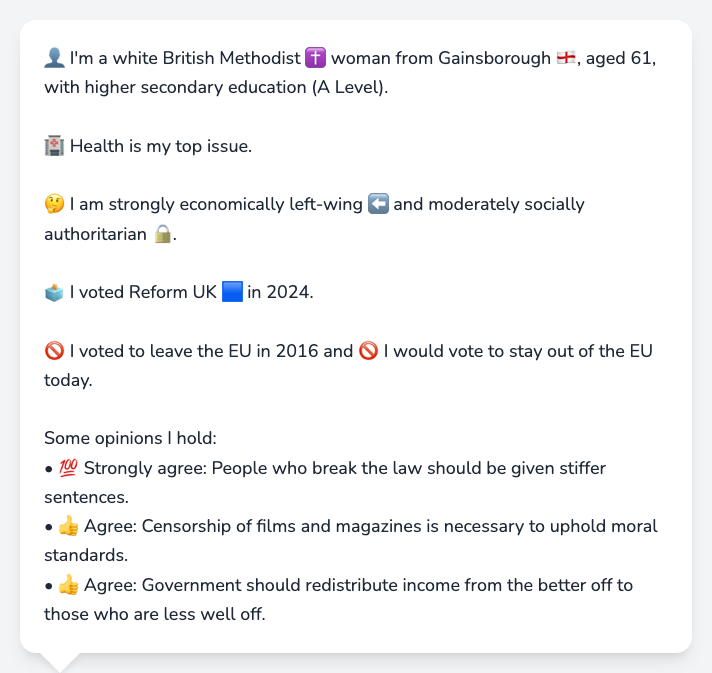 👤 I'm a white British Methodist ✝️ woman from Gainsborough 🏴󠁧󠁢󠁥󠁮󠁧󠁿, aged 61,
with higher secondary education (A Level).
🏥 Health is my top issue.
🤔 I am strongly economically left-wing ⬅️ and moderately socially
authoritarian 🔒.
🗳️ I voted Reform UK 🟦 in 2024.
🚫 I voted to leave the EU in 2016 and 🚫 I would vote to stay out of the EU
today.
Some opinions I hold:
• 💯 Strongly agree: People who break the law should be given stiffer
sentences.
• 👍 Agree: Censorship of films and magazines is necessary to uphold moral
standards.
• 👍 Agree: Government should redistribute income from the better off to
those who are less well off.